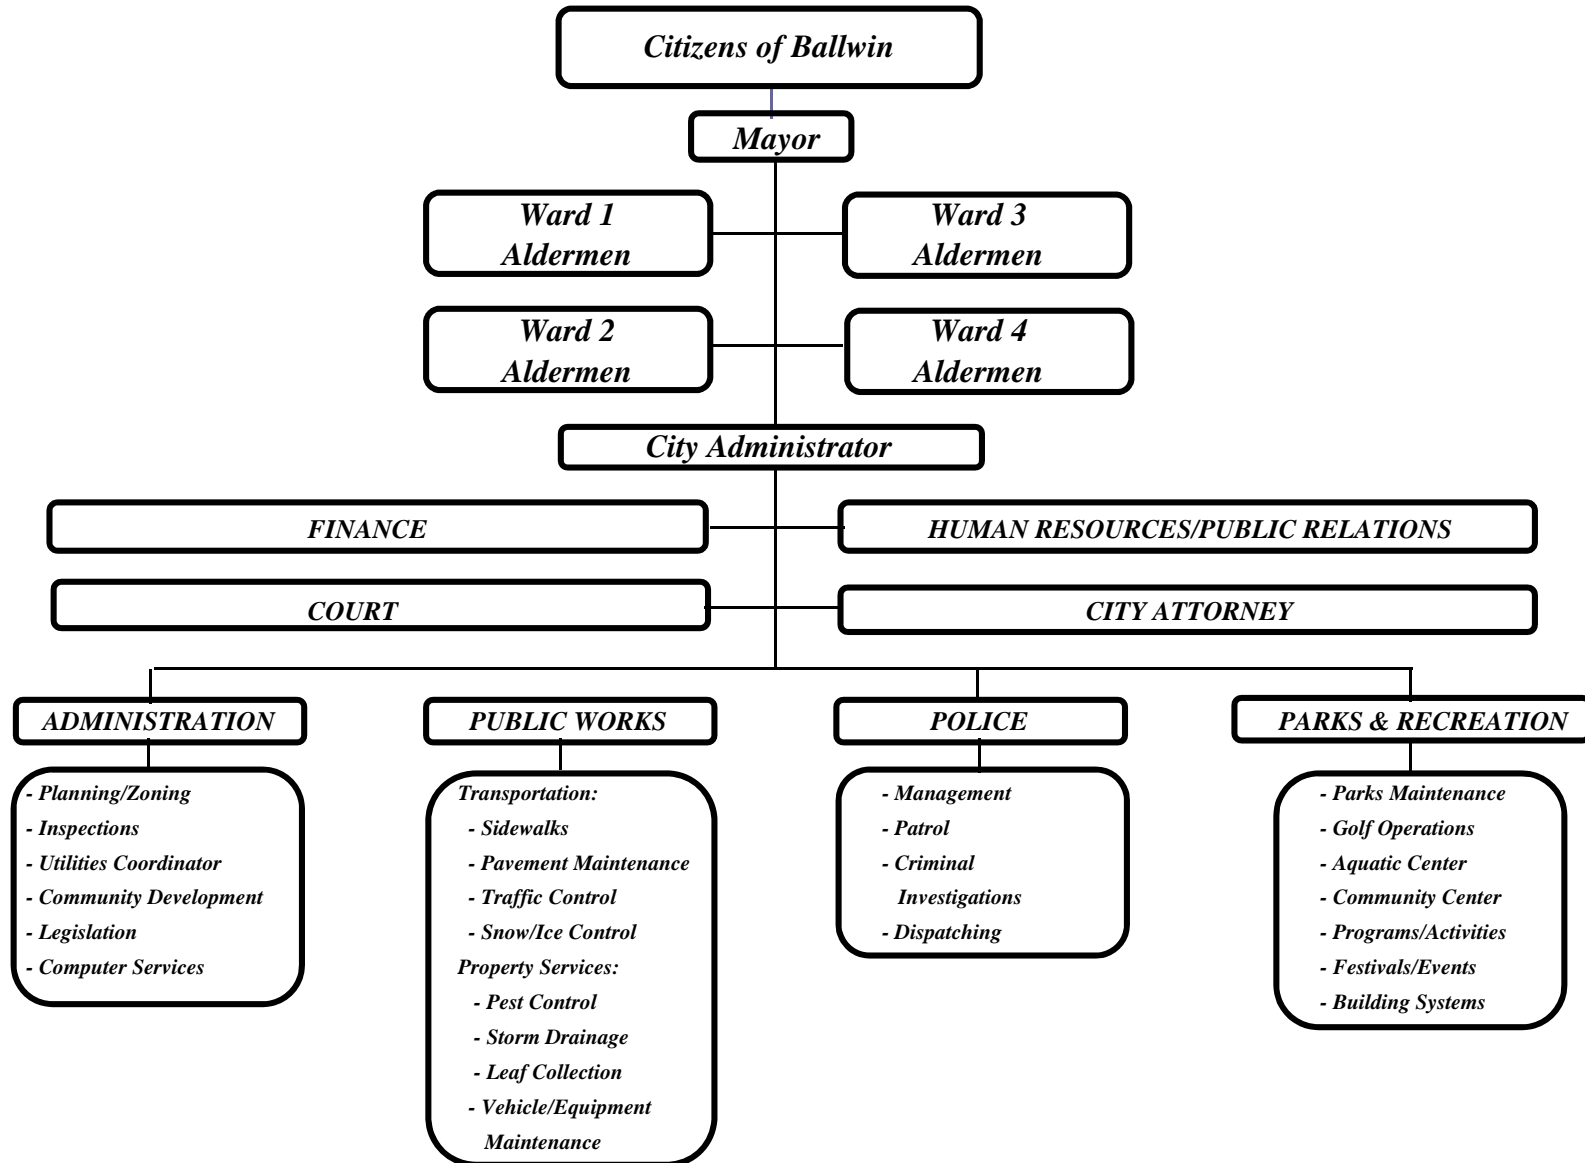 Citizens of Ballwin
Mayor
Ward 1
Aldermen
Ward 3
Aldermen
Ward 2
Aldermen
Ward 4
Aldermen
City Administrator
FINANCE
HUMAN RESOURCES/PUBLIC RELATIONS
COURT
CITY ATTORNEY
ADMINISTRATION
- Planning/Zoning
- Inspections
- Utilities Coordinator
- Community Development
- Legislation
- Computer Services
PUBLIC WORKS
Transportation:
- Sidewalks
- Pavement Maintenance
- Traffic Control
- Snow/Ice Control
Property Services:
- Pest Control
- Storm Drainage
- Leaf Collection
- Vehicle/Equipment
Maintenance
POLICE
- Management
- Patrol
- Criminal
Investigations
- Dispatching
PARKS & RECREATION
- Parks Maintenance
- Golf Operations
- Aquatic Center
- Community Center
- Programs/Activities
- Festivals/Events
- Building Systems